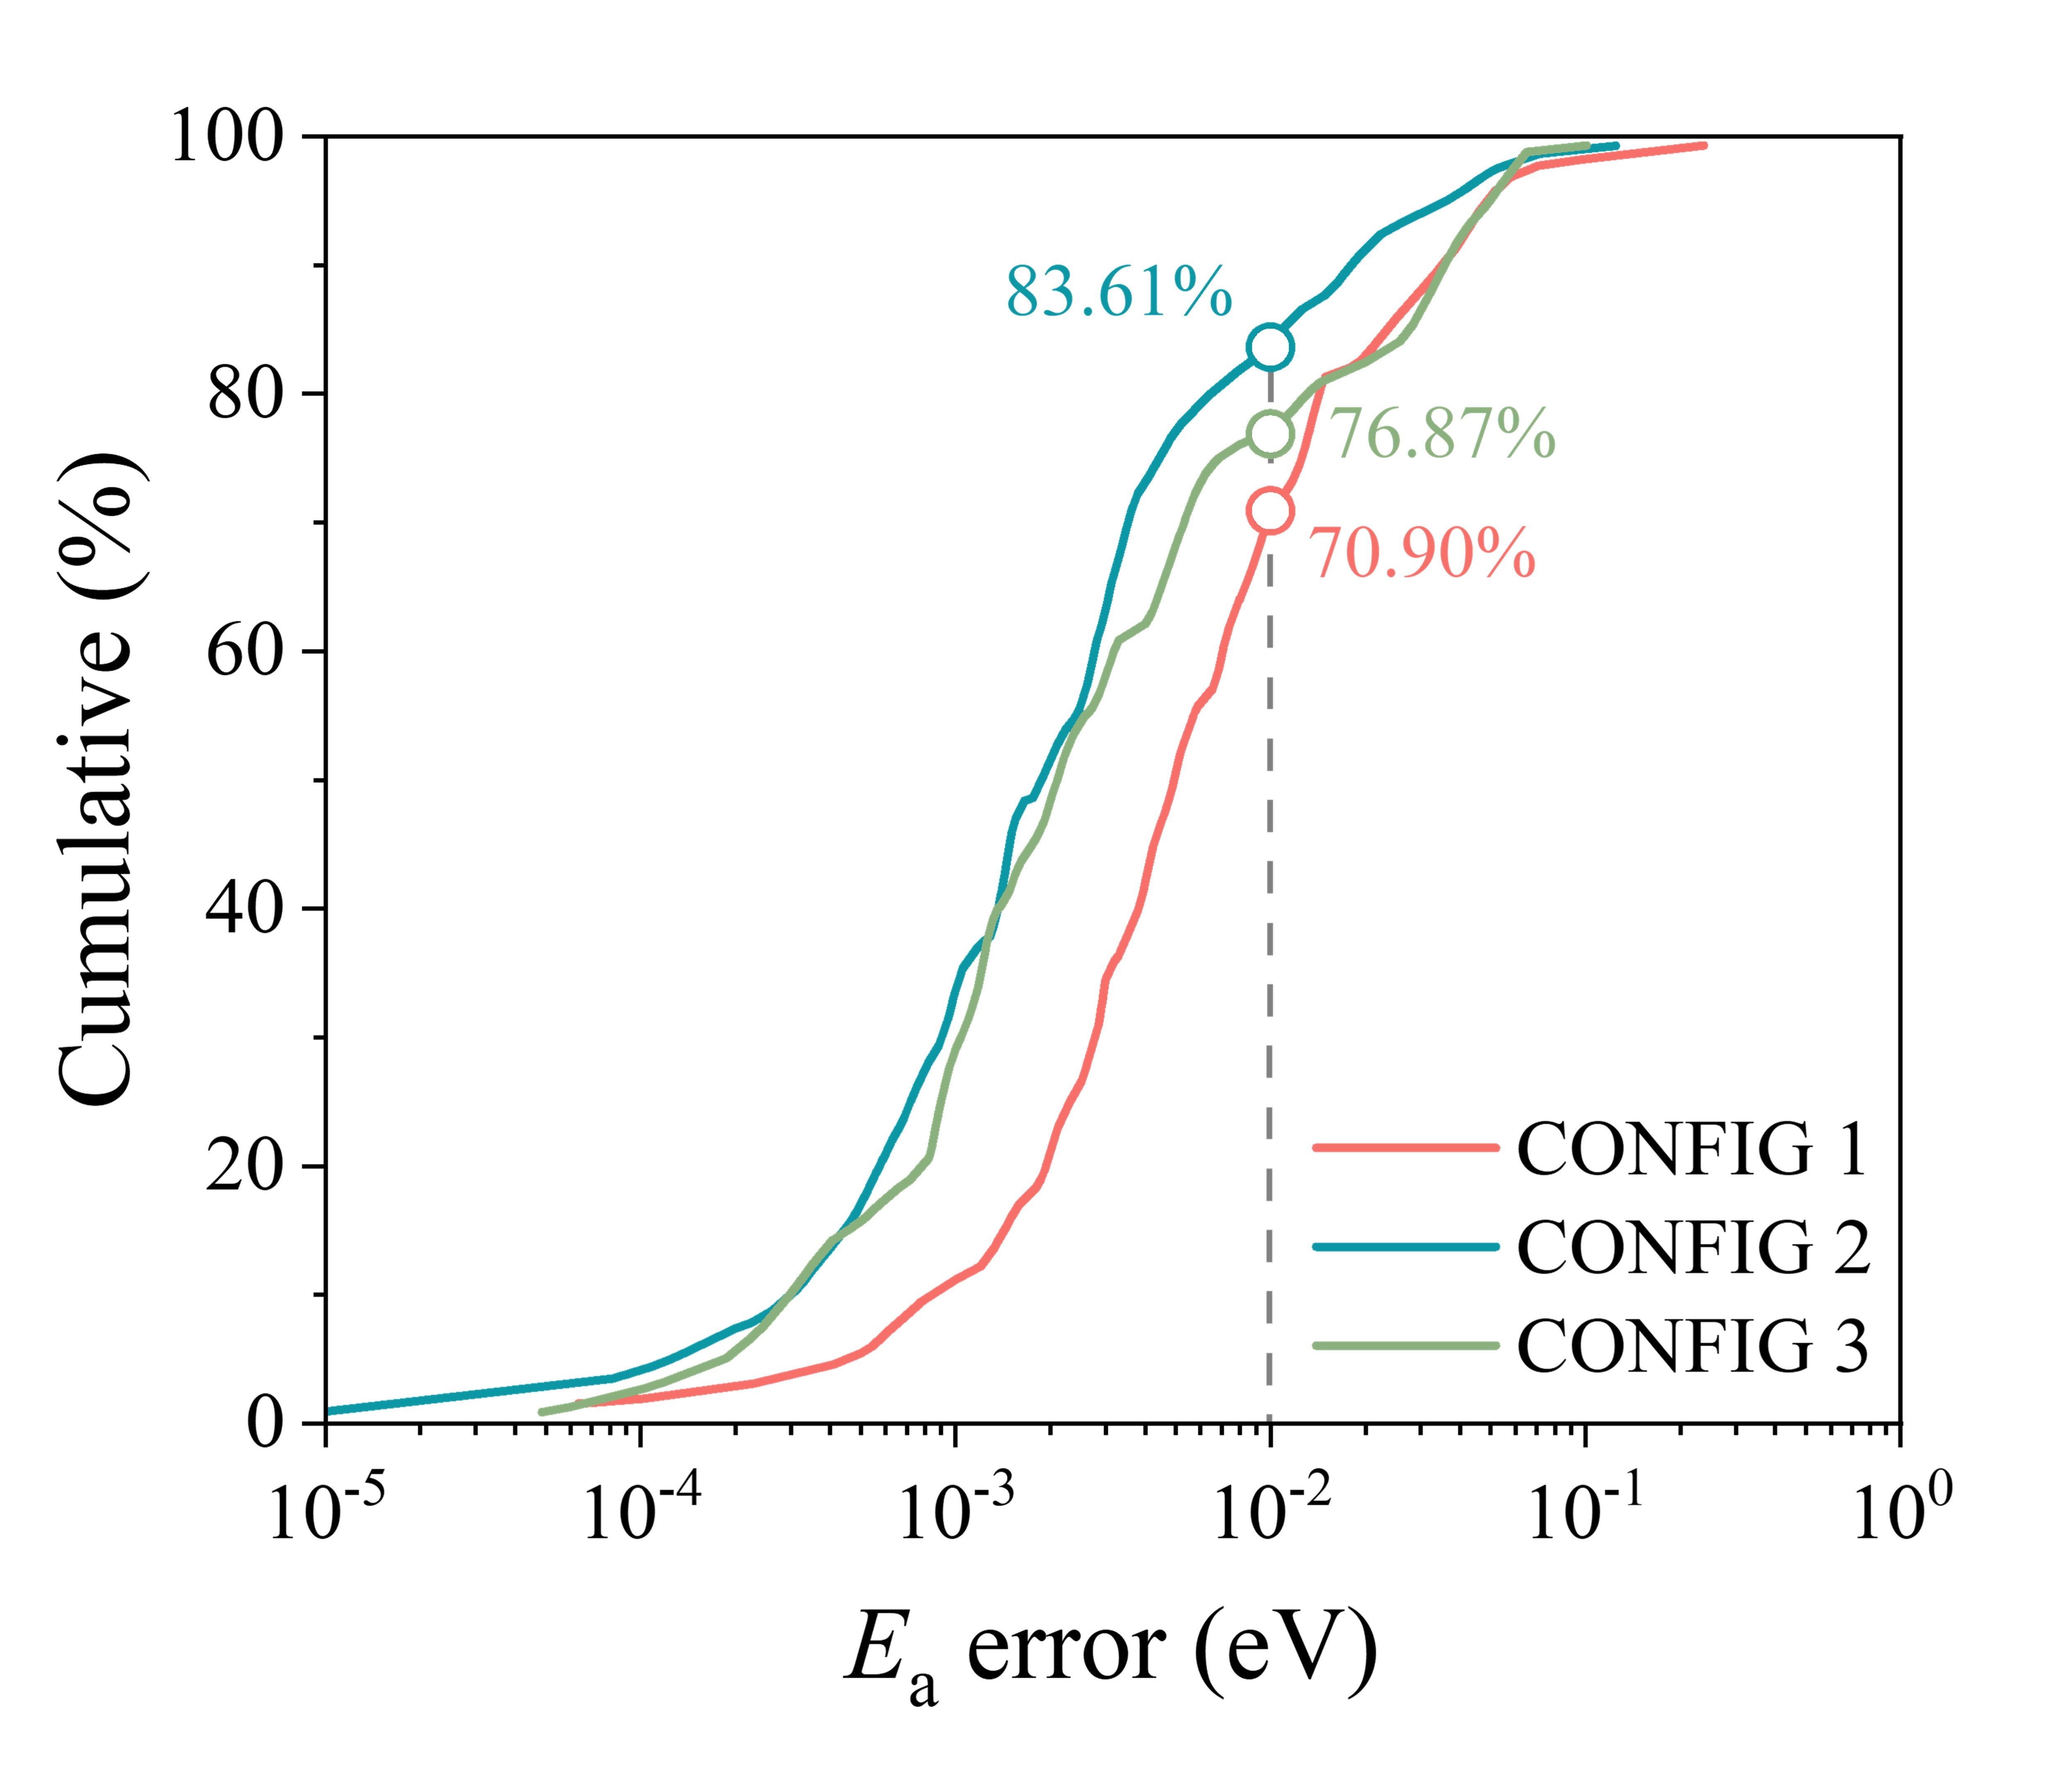 100
80
60
40
20
0
Cumulative (%)
83.61%
76.87%
70.90%
CONFIG 1
CONFIG 2
CONFIG 3
10⁻⁵ 10⁻⁴ 10⁻³ 10⁻² 10⁻¹ 10⁰
Eₐ error (eV)